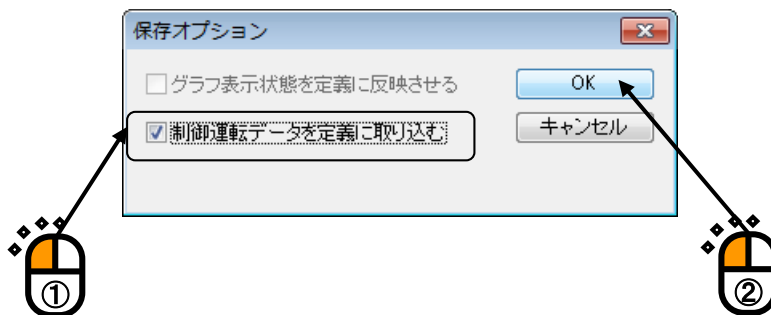 保存オプション
グラフ表示状態を定義に反映させる
OK
制御運転データを定義に取り込む
キャンセル
①
②